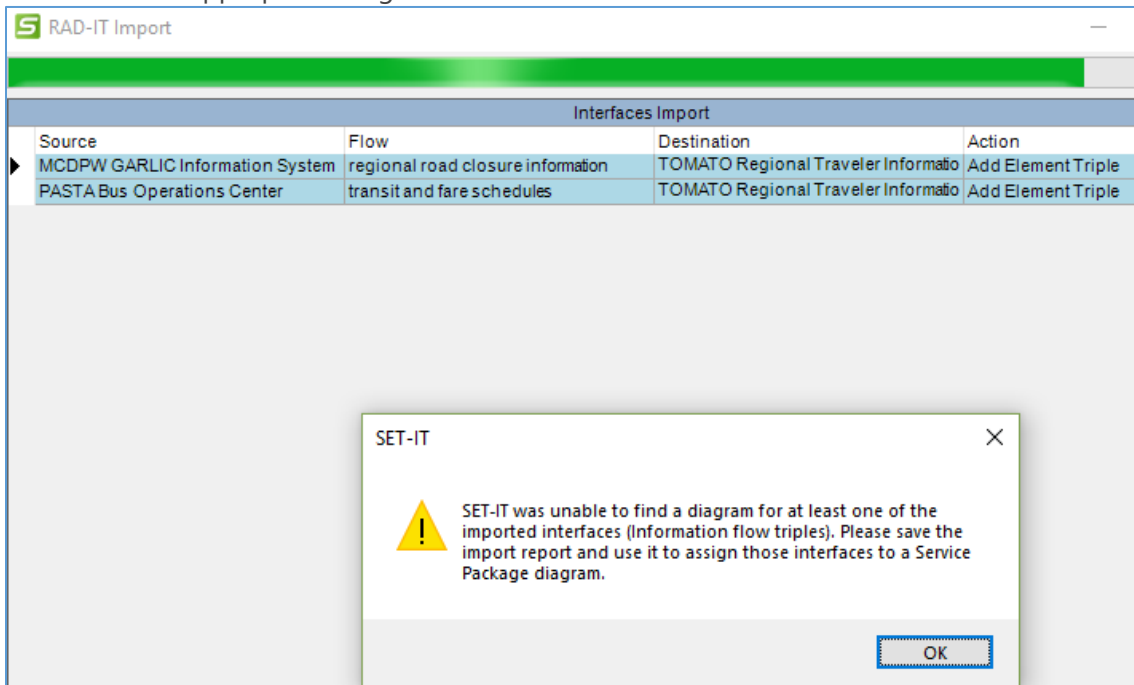 RAD-IT Import
Interfaces Import
Source Flow Destination Action
MCDPW GARLIC Information System regional road closure information TOMATO Regional Traveler Informatio Add Element Triple
PASTA Bus Operations Center transit and fare schedules TOMATO Regional Traveler Informatio Add Element Triple
SET-IT
SET-IT was unable to find a diagram for at least one of the
imported interfaces (Information flow triples). Please save the
import report and use it to assign those interfaces to a Service
Package diagram.
OK